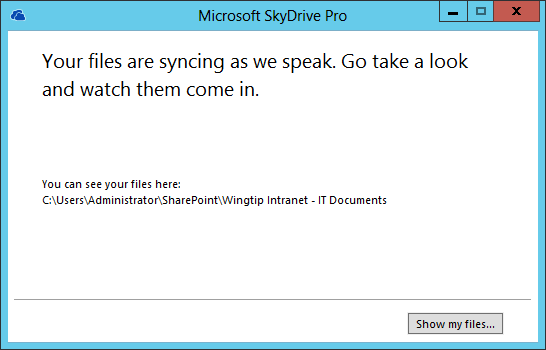 Microsoft SkyDrive Pro
Your files are syncing as we speak. Go take a look
and watch them come in.
You can see your files here:
C:\Users\Administrator\SharePoint\Wingtip Intranet - IT Documents
Show my files...